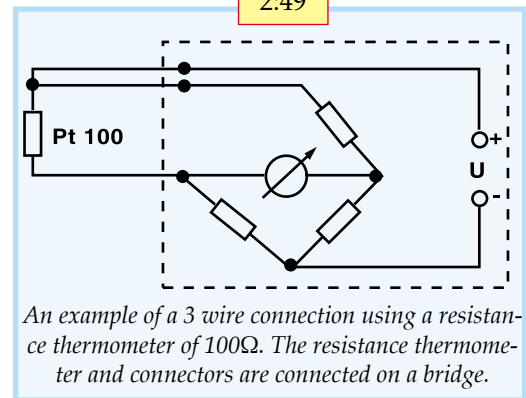 2:49
Pt 100
+
U
-
An example of a 3 wire connection using a resistan-
ce thermometer of 100Ω. The resistance thermome-
ter and connectors are connected on a bridge.